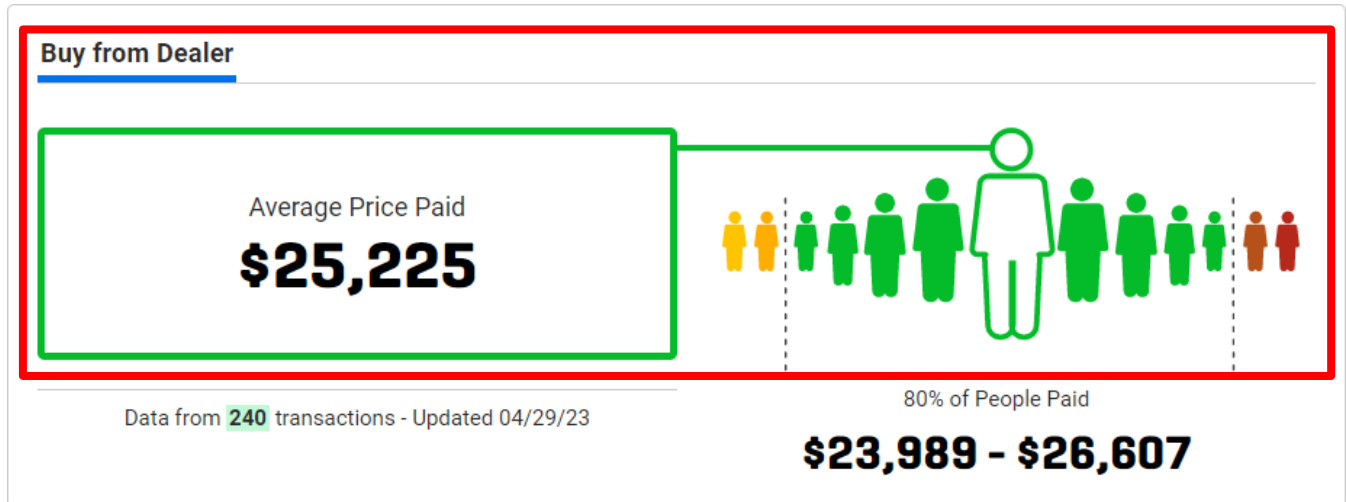 Buy from Dealer
Average Price Paid
$25,225
Data from 240 transactions - Updated 04/29/23
80% of People Paid
$23,989 - $26,607